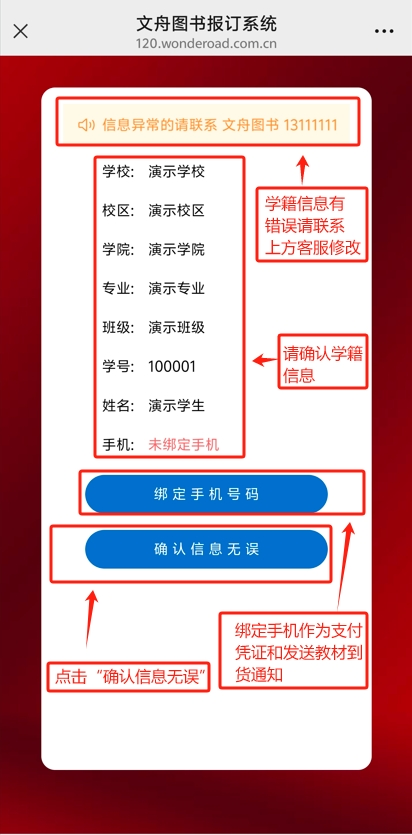 文舟图书报订系统
120.wonderoad.com.cn
信息异常的请联系 文舟图书 13111111
学校： 演示学校
校区： 演示校区
学院： 演示学院
专业： 演示专业
班级： 演示班级
学号： 100001
姓名： 演示学生
手机： 未绑定手机
学籍信息有
错误请联系
上方客服修改
请确认学籍
信息
绑定手机号码
确认信息无误
绑定手机作为支付
凭证和发送教材到
货通知
点击“确认信息无误”